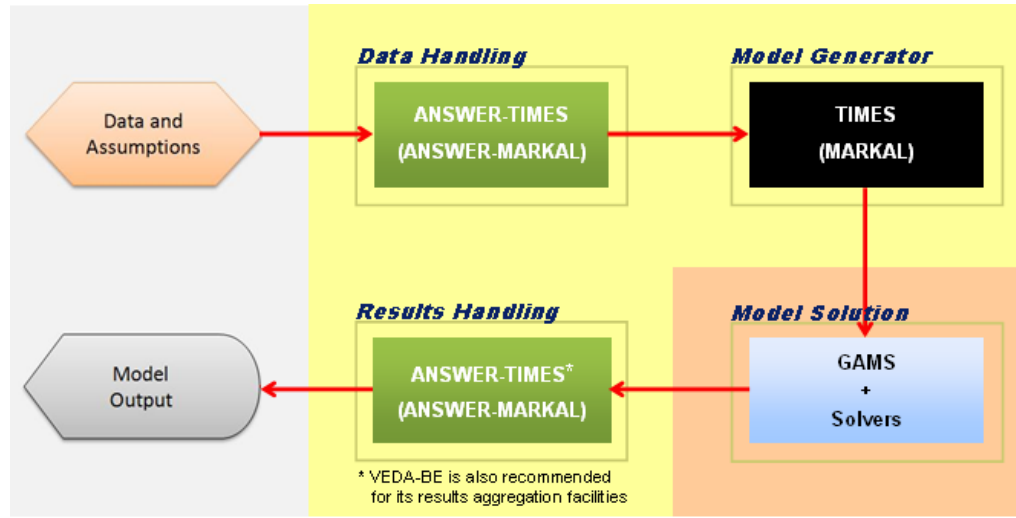 Data Handling
Model Generator
Data and
Assumptions
ANSWER-TIMES
(ANSWER-MARKAL)
TIMES
(MARKAL)
Results Handling
Model Solution
Model
Output
ANSWER-TIMES*
(ANSWER-MARKAL)
GAMS
+
Solvers
* VEDA-BE is also recommended
for its results aggregation facilities